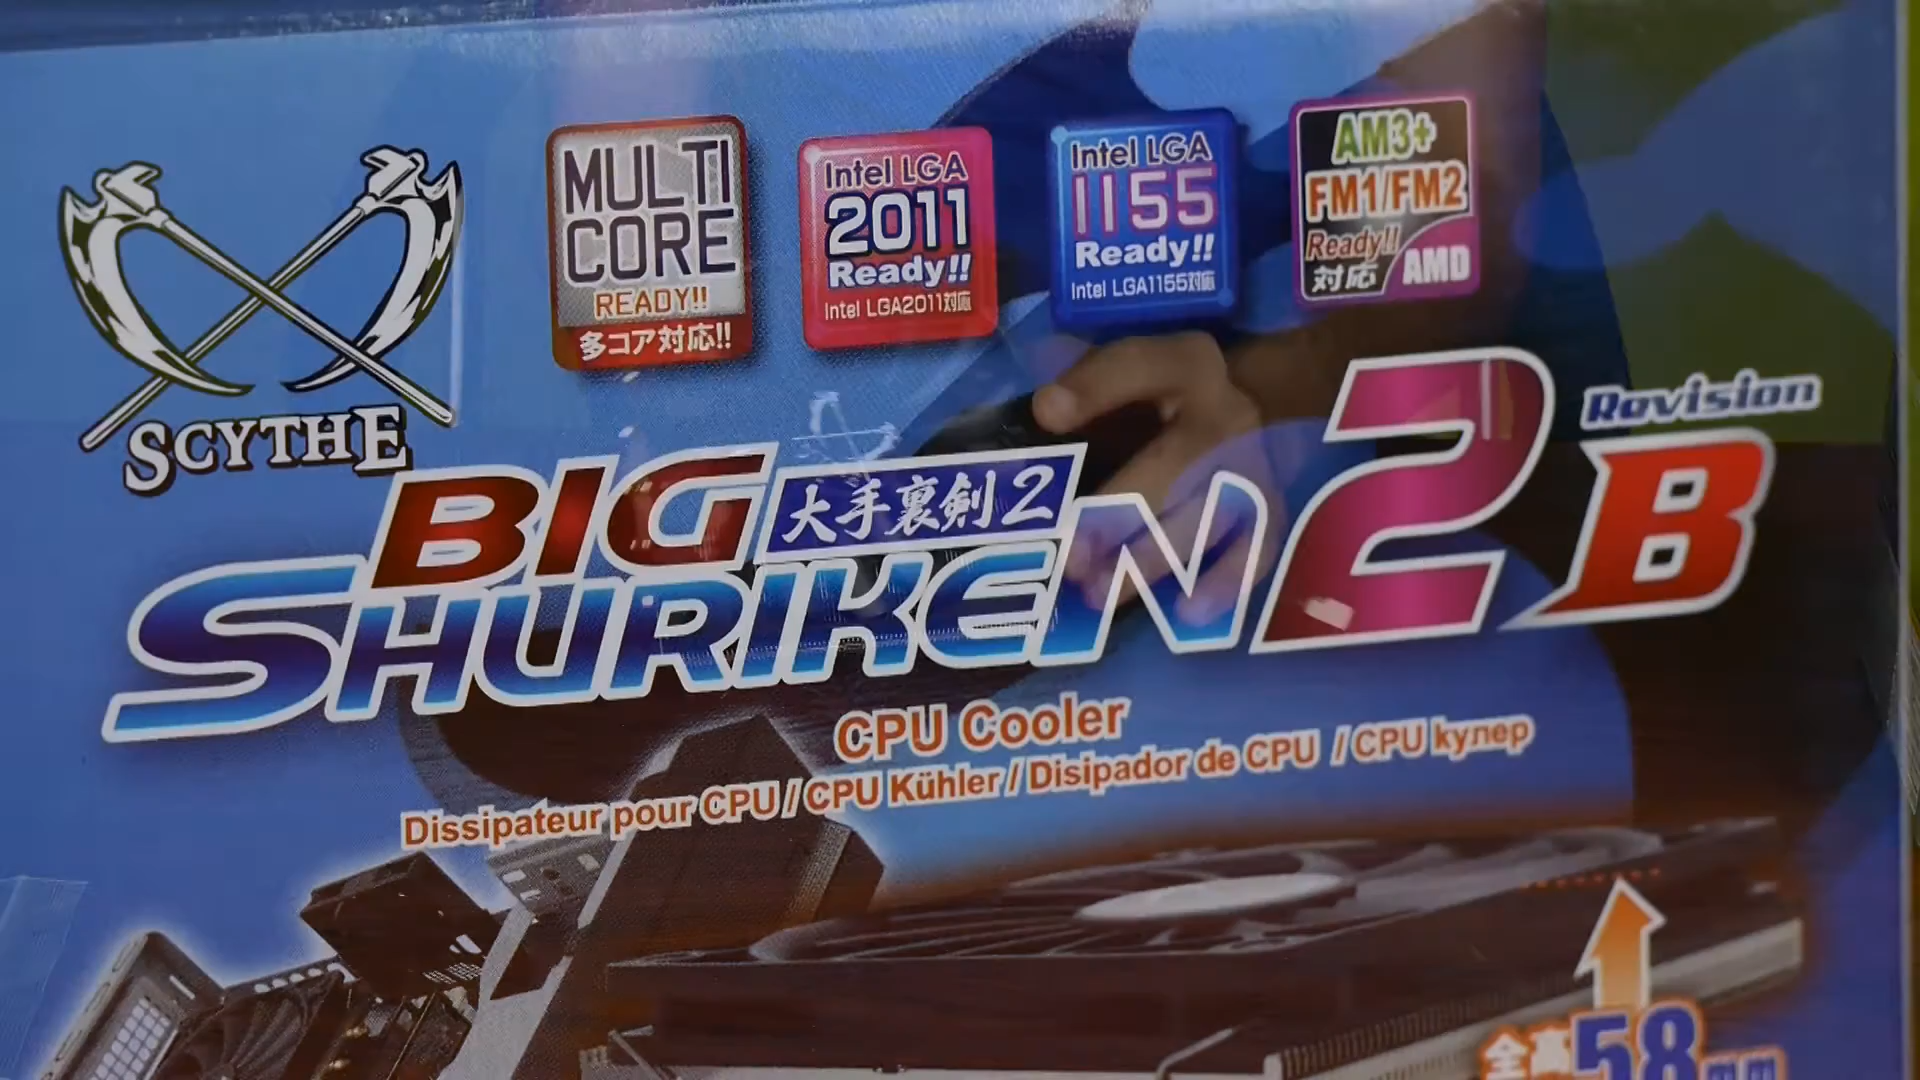 SCYTHE
MULTI
CORE
READY!!
多コア対応!!
Intel LGA
2011
Ready!!
Intel LGA2011対応
Intel LGA
1155
Ready!!
Intel LGA1155対応
AM3+
FM1/FM2
Ready!!
対応 AMD
BIG 大手裏剣2
SHURIKEN 2
Revision
B
CPU Cooler
Dissipateur pour CPU / CPU Kühler / Disipador de CPU / CPU кулер
全高58mm